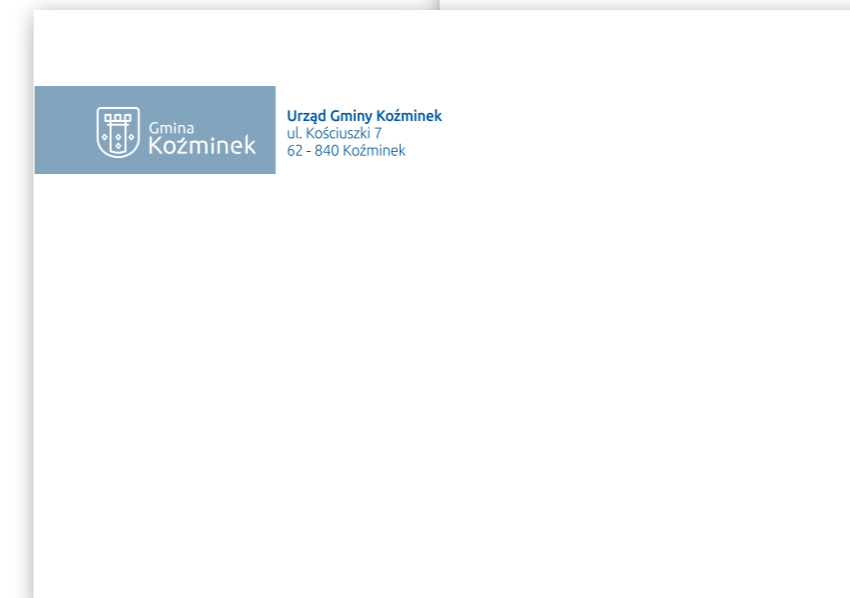 Gmina
Koźminek
Urząd Gminy Koźminek
ul. Kościuszki 7
62 - 840 Koźminek